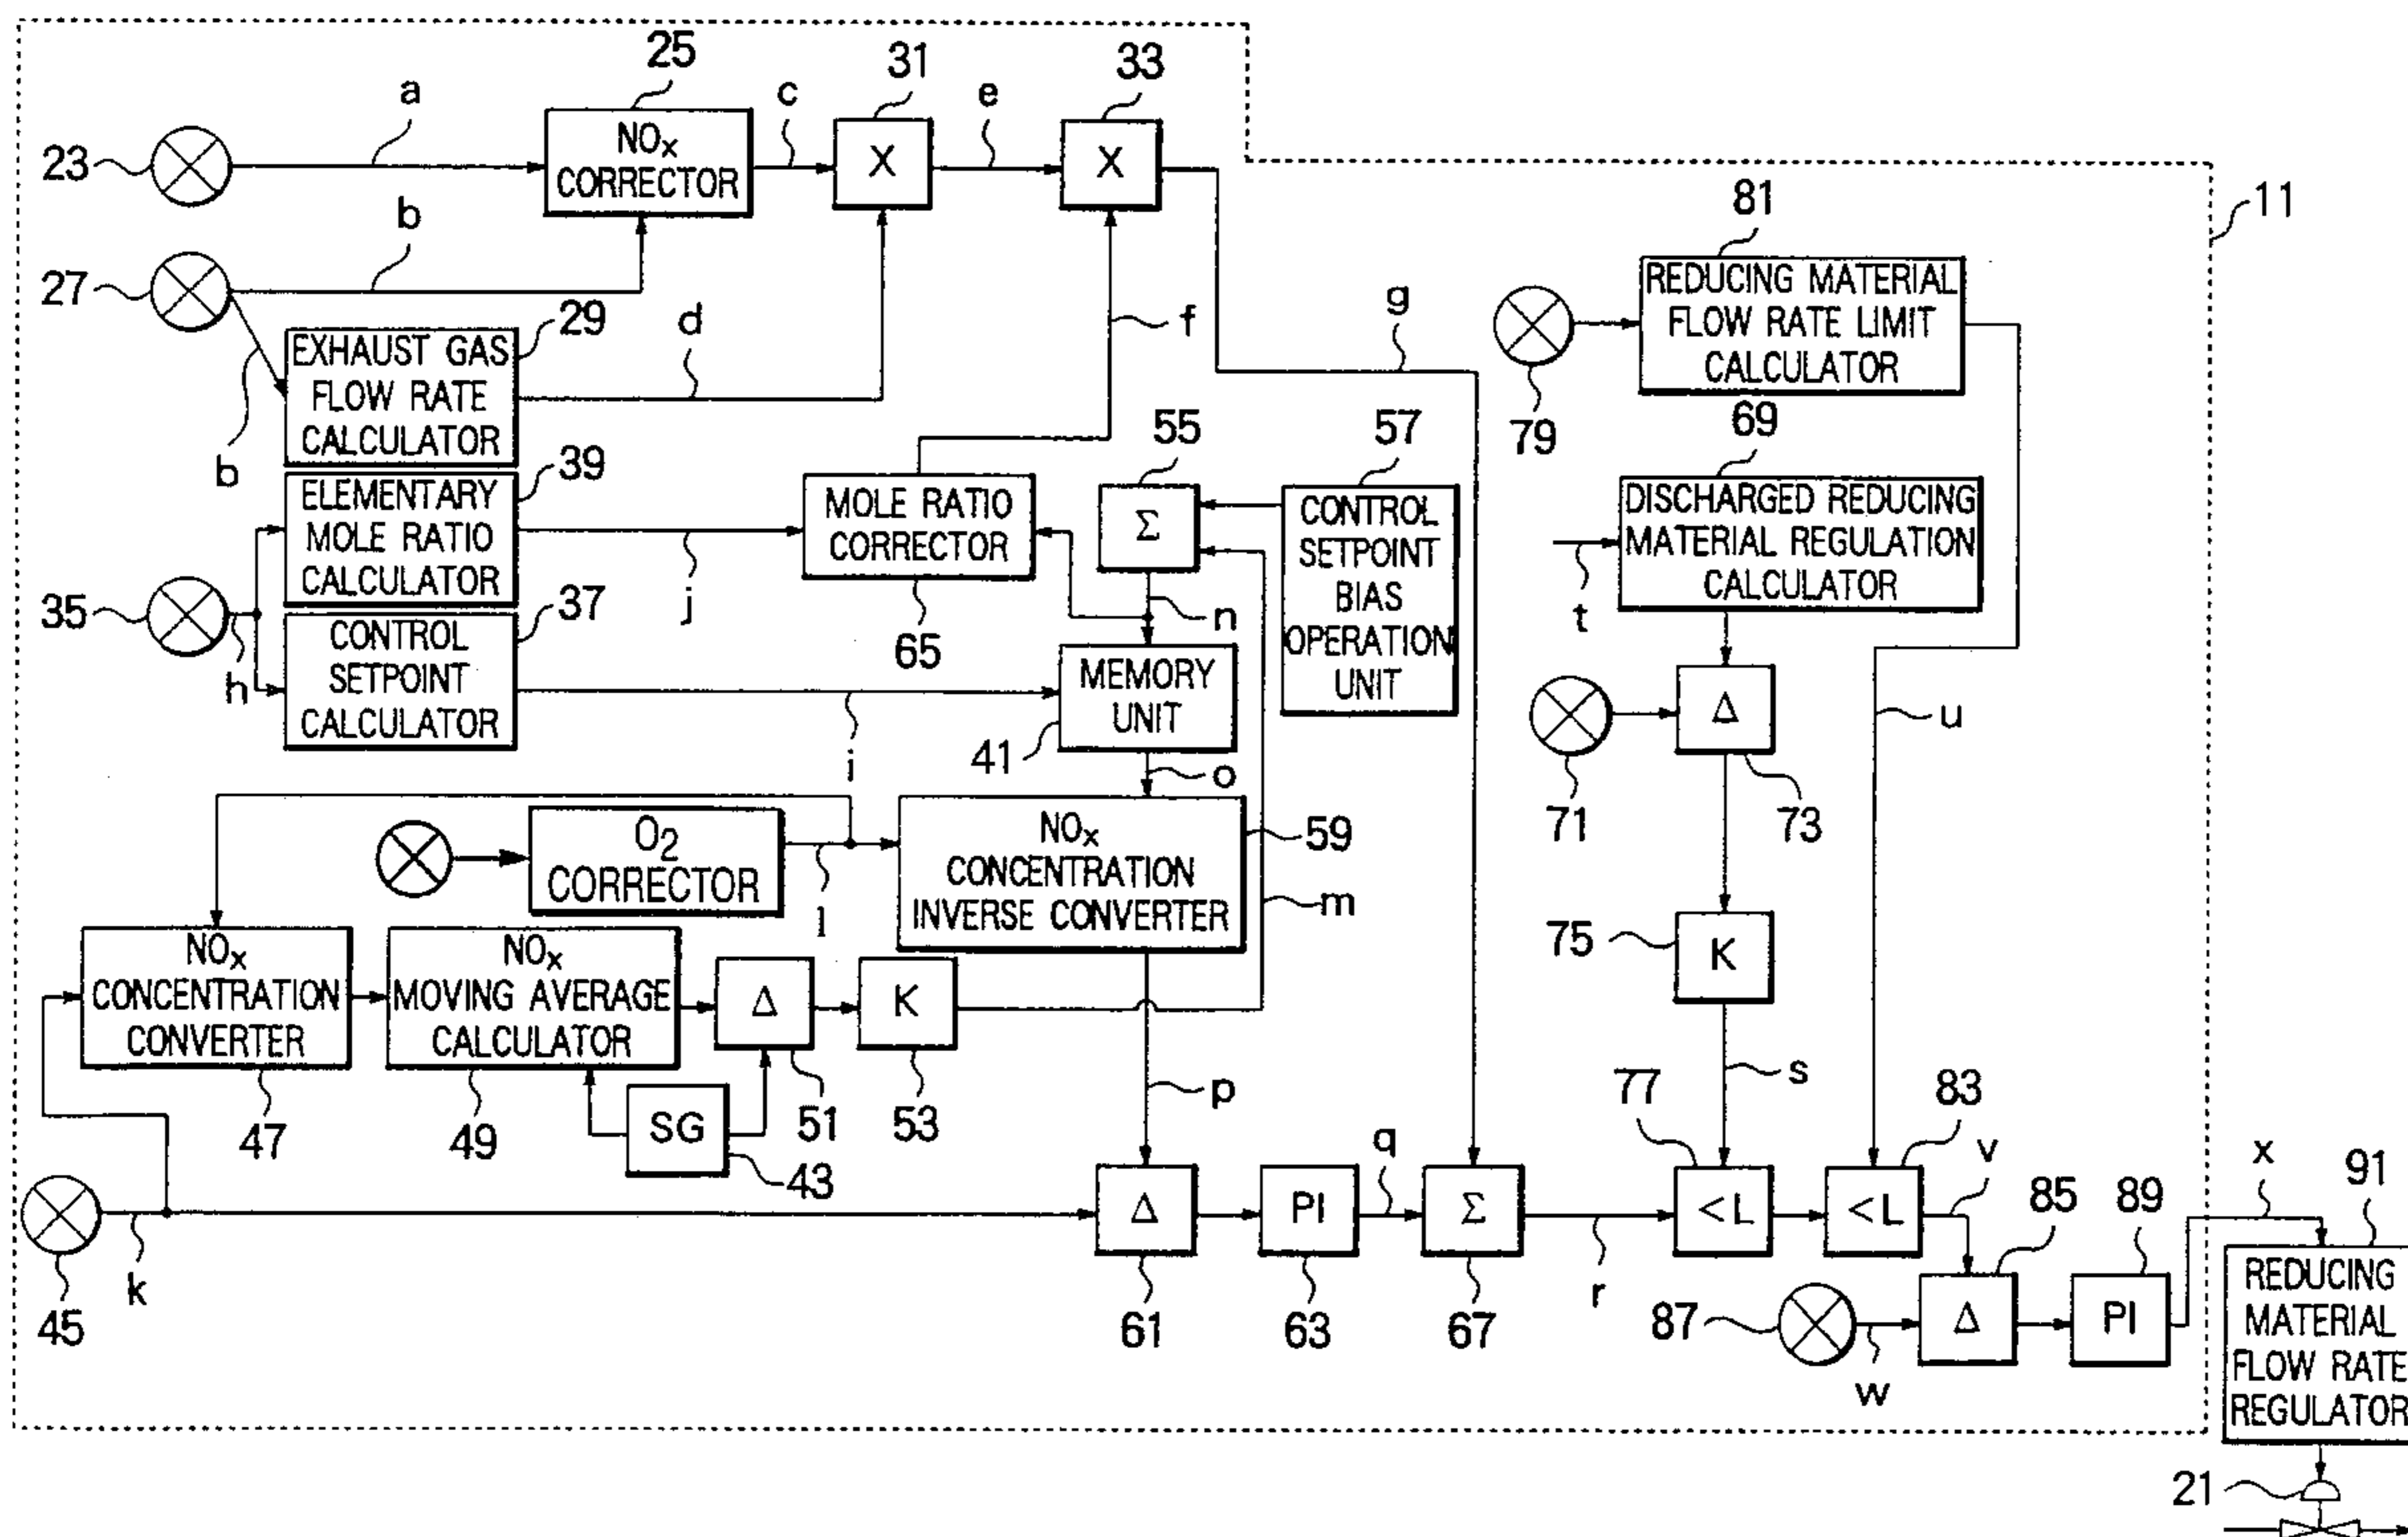 25
31
33
a
c
e
23
NOx
CORRECTOR
X
X
b
81
11
27
REDUCING MATERIAL
FLOW RATE LIMIT
CALCULATOR
29
d
f
g
EXHAUST GAS
FLOW RATE
CALCULATOR
b
79
69
39
55
57
ELEMENTARY
MOLE RATIO
CALCULATOR
MOLE RATIO
CORRECTOR
Σ
CONTROL
SETPOINT
BIAS
OPERATION
UNIT
DISCHARGED REDUCING
MATERIAL REGULATION
CALCULATOR
t
35
h
37
j
65
n
CONTROL
SETPOINT
CALCULATOR
MEMORY
UNIT
41
i
o
Δ
u
71
73
O2
CORRECTOR
l
NOx
CONCENTRATION
INVERSE CONVERTER
59
m
75
K
NOx
CONCENTRATION
CONVERTER
NOx
MOVING AVERAGE
CALCULATOR
Δ
K
47
49
SG
43
51
53
p
s
77
83
45
k
Δ
PI
q
Σ
r
<L
<L
v
x
91
61
63
67
85
89
87
w
Δ
PI
REDUCING
MATERIAL
FLOW RATE
REGULATOR
21